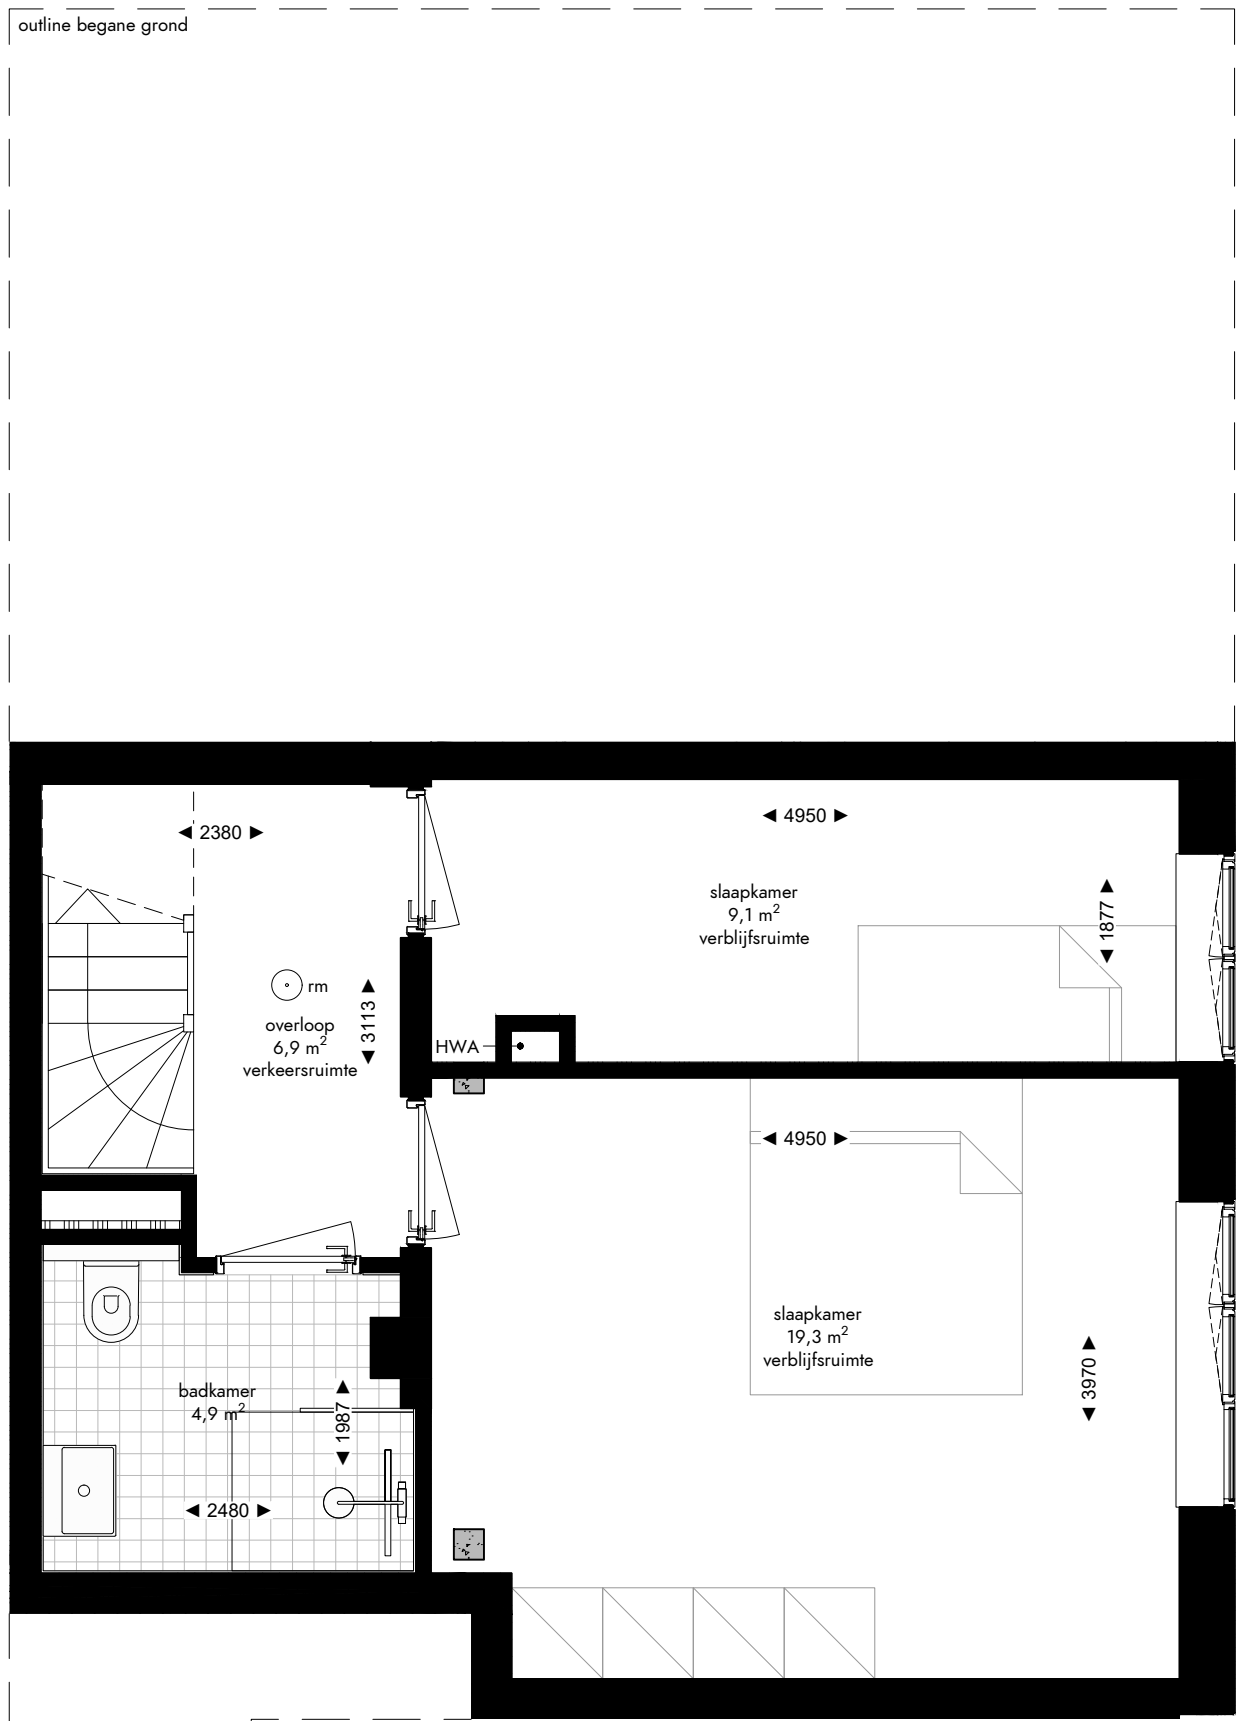 outline begane grond
◄ 2380 ►
◄ 4950 ►
slaapkamer
9,1 m²
verblijfsruimte
◄ 1877 ►
rm
overloop
6,9 m²
verkeersruimte
◄ 3113 ►
HWA
◄ 4950 ►
slaapkamer
19,3 m²
verblijfsruimte
◄ 3970 ►
badkamer
4,9 m²
◄ 1987 ►
◄ 2480 ►